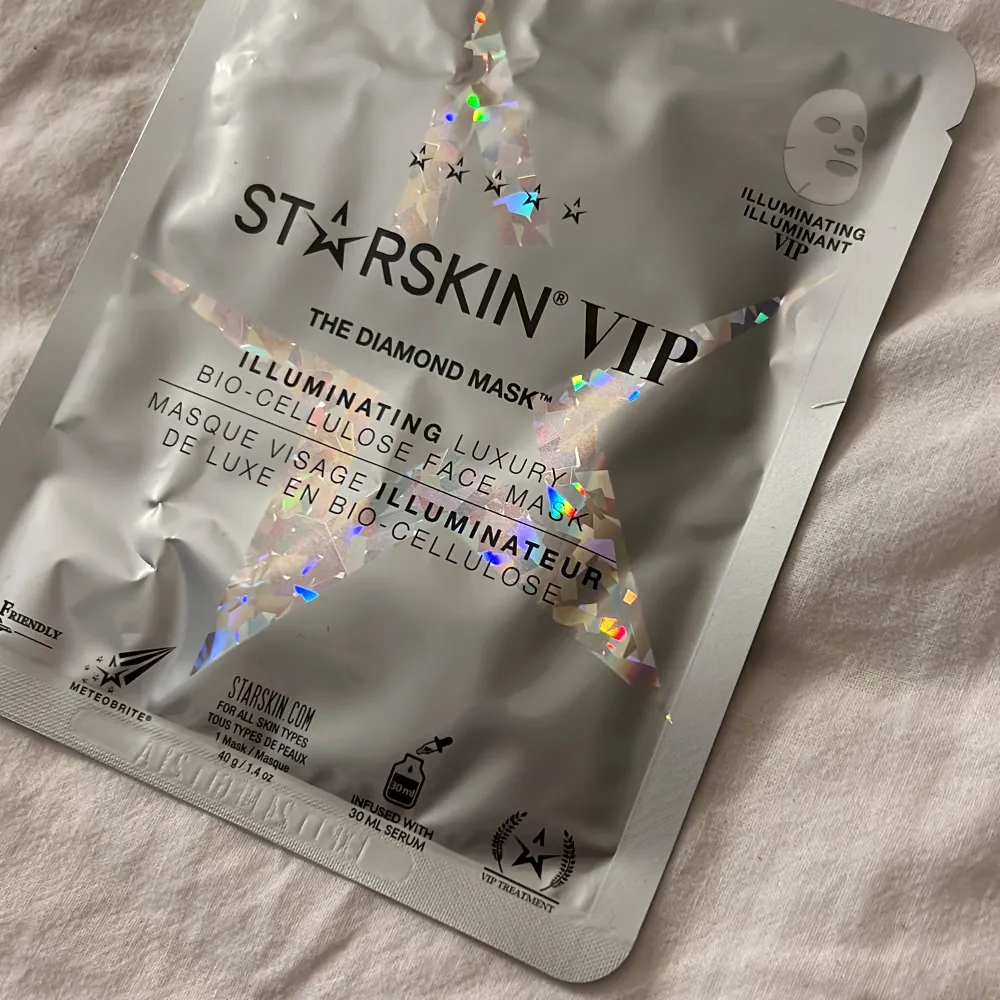 ILLUMINATING
ILLUMINANT
VIP
STARSKIN® VIP
THE DIAMOND MASK™
ILLUMINATING LUXURY
BIO-CELLULOSE FACE MASK
MASQUE VISAGE ILLUMINATEUR
DE LUXE EN BIO-CELLULOSE
FRIENDLY
METEOBRITE®
STARSKIN.COM
FOR ALL SKIN TYPES
TOUS TYPES DE PEAUX
1 Mask / Masque
40 g / 1.4 oz
30 ml
INFUSED WITH
30 ML SERUM
VIP TREATMENT